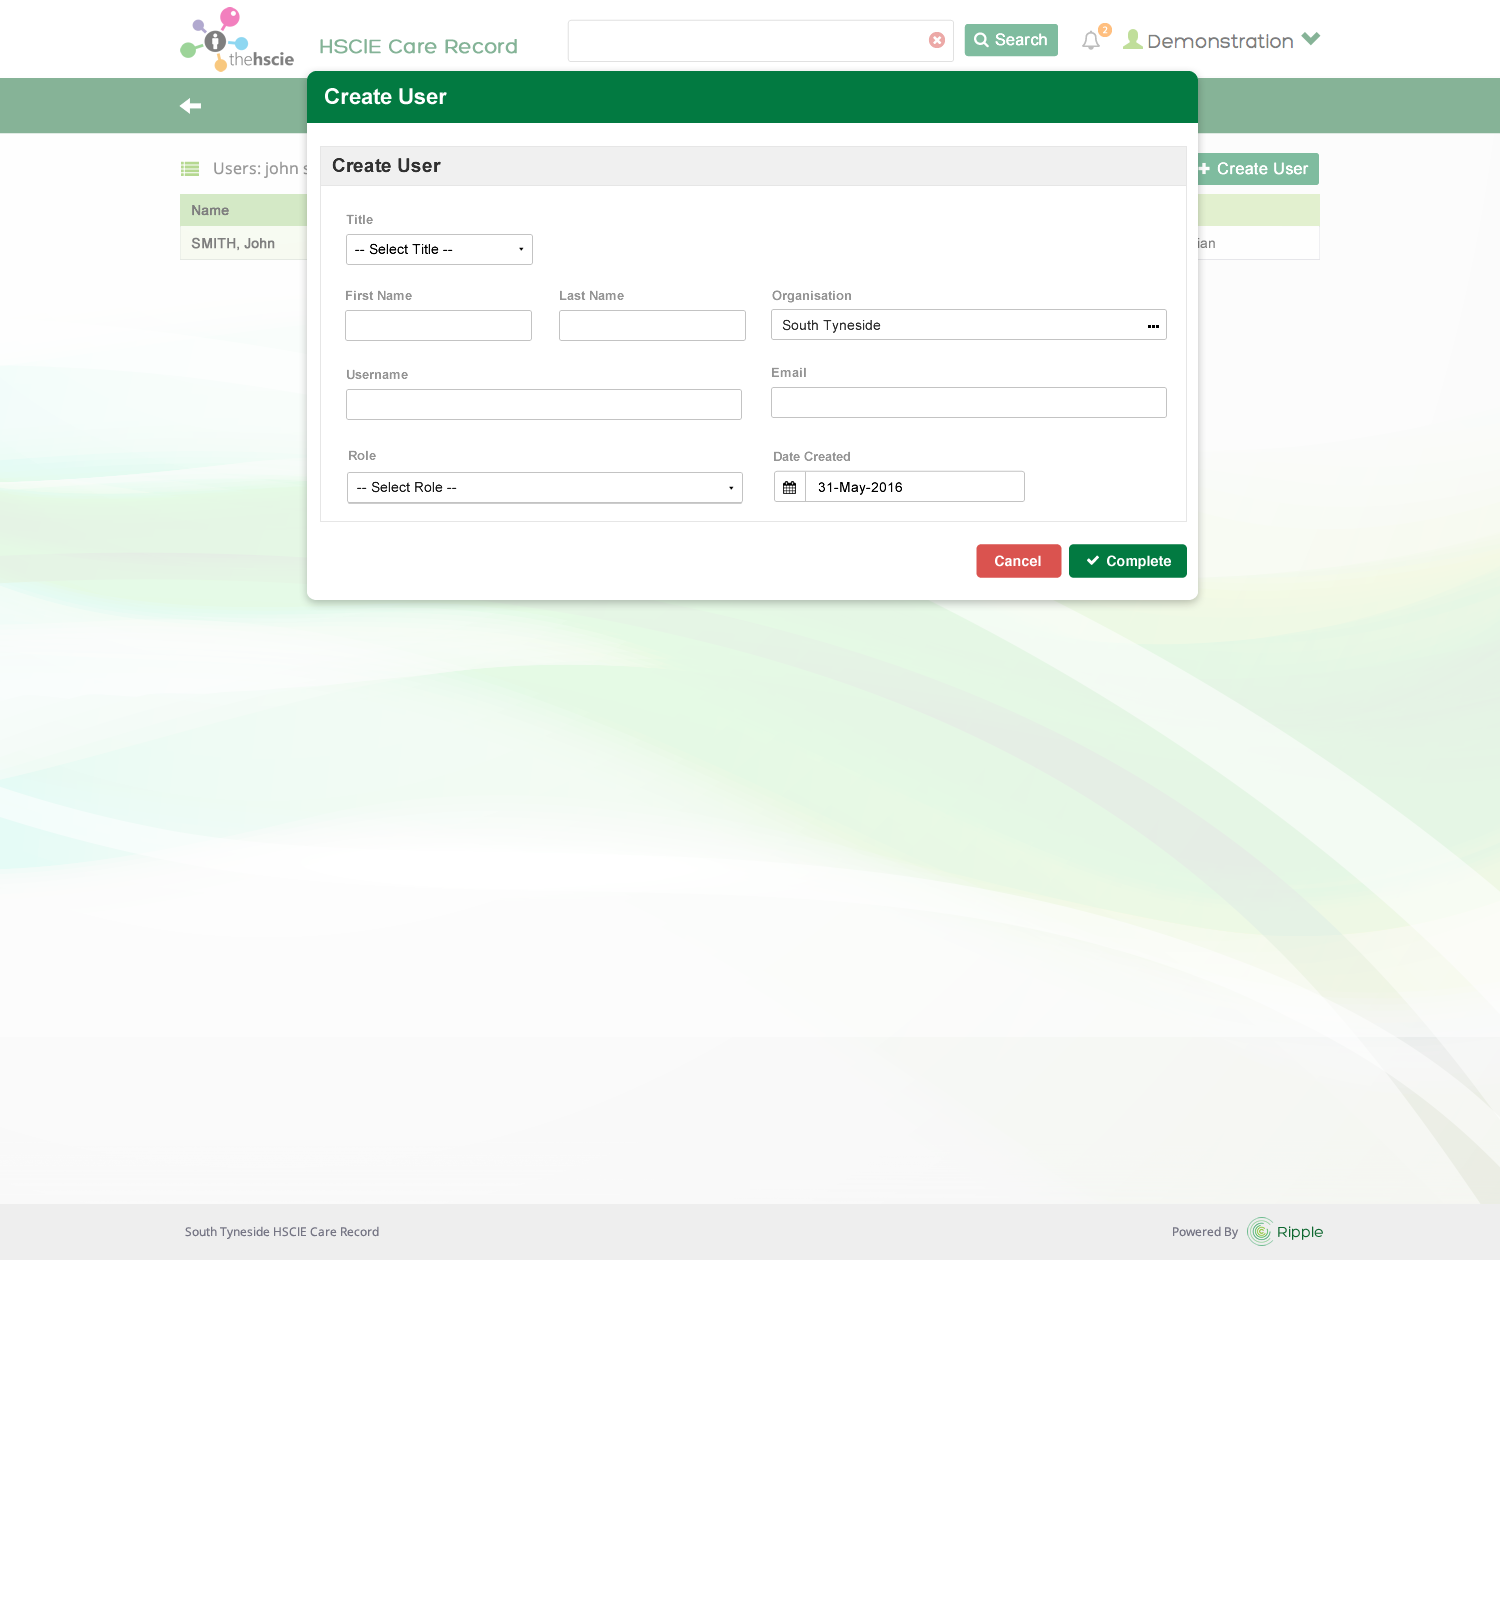 thehscie
HSCIE Care Record
Search
2
Demonstration
Create User
Users: john s
Create User
Create User
Name
SMITH, John
ian
Title
-- Select Title --
First Name
Last Name
Organisation
South Tyneside
Username
Email
Role
-- Select Role --
Date Created
31-May-2016
Cancel
Complete
South Tyneside HSCIE Care Record
Powered By
Ripple